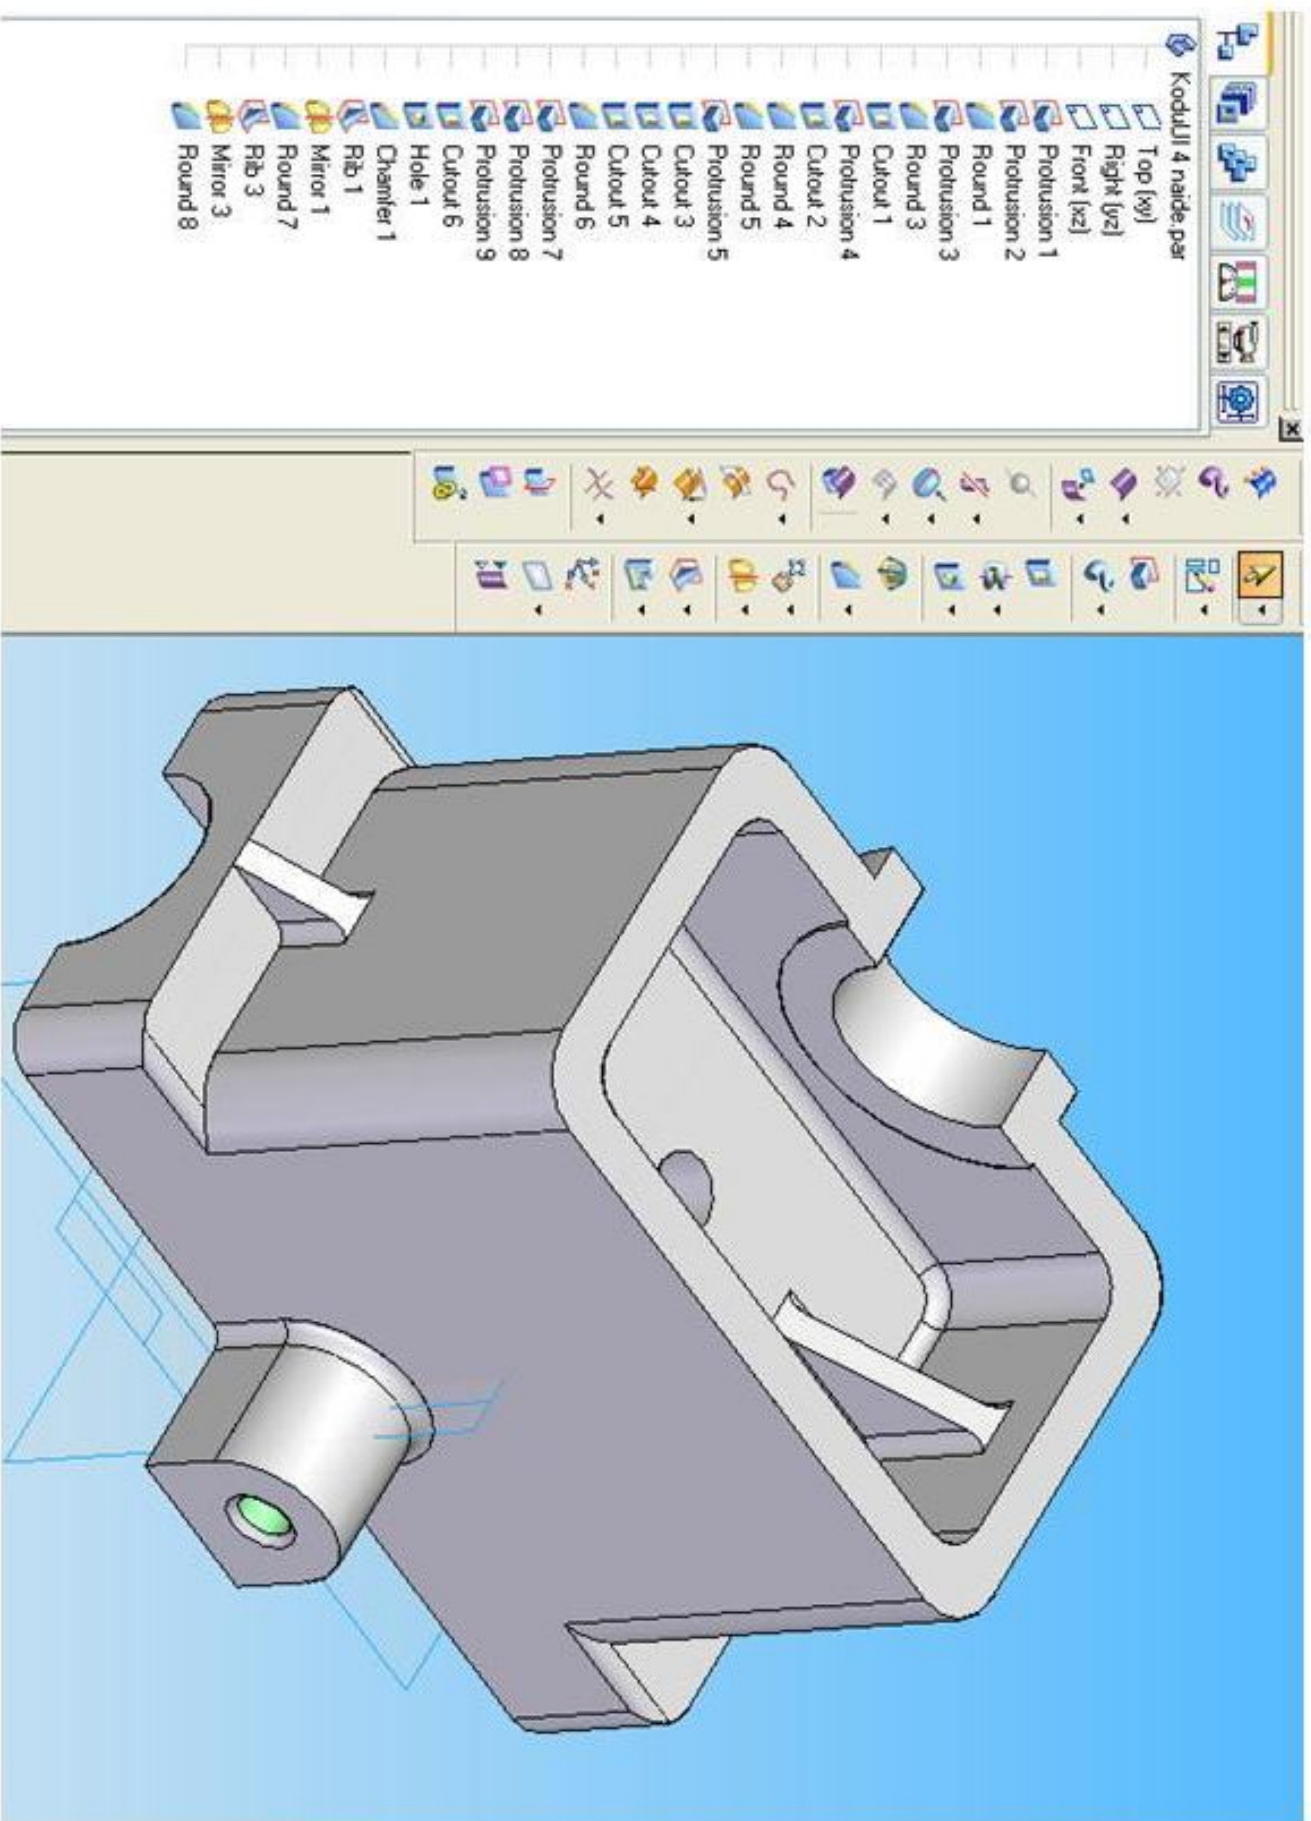 KoduUl 4 naide.par
Top (xy)
Right (yz)
Front (xz)
Protrusion 1
Protrusion 2
Round 1
Protrusion 3
Round 3
Cutout 1
Protrusion 4
Cutout 2
Round 4
Round 5
Protrusion 5
Cutout 3
Cutout 4
Cutout 5
Round 6
Protrusion 7
Protrusion 8
Protrusion 9
Cutout 6
Hole 1
Chamfer 1
Rib 1
Mirror 1
Round 7
Rib 3
Mirror 3
Round 8